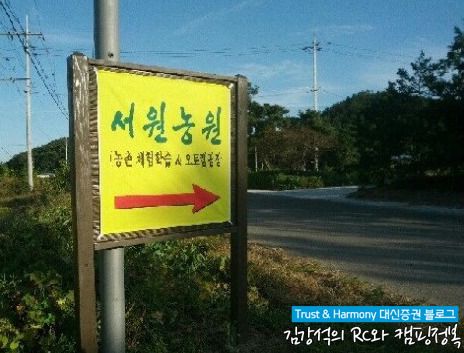 서원농원
농촌체험학습 & 오토캠핑장
Trust & Harmony 대신증권 블로그
김강석의 RC와 캠핑정복